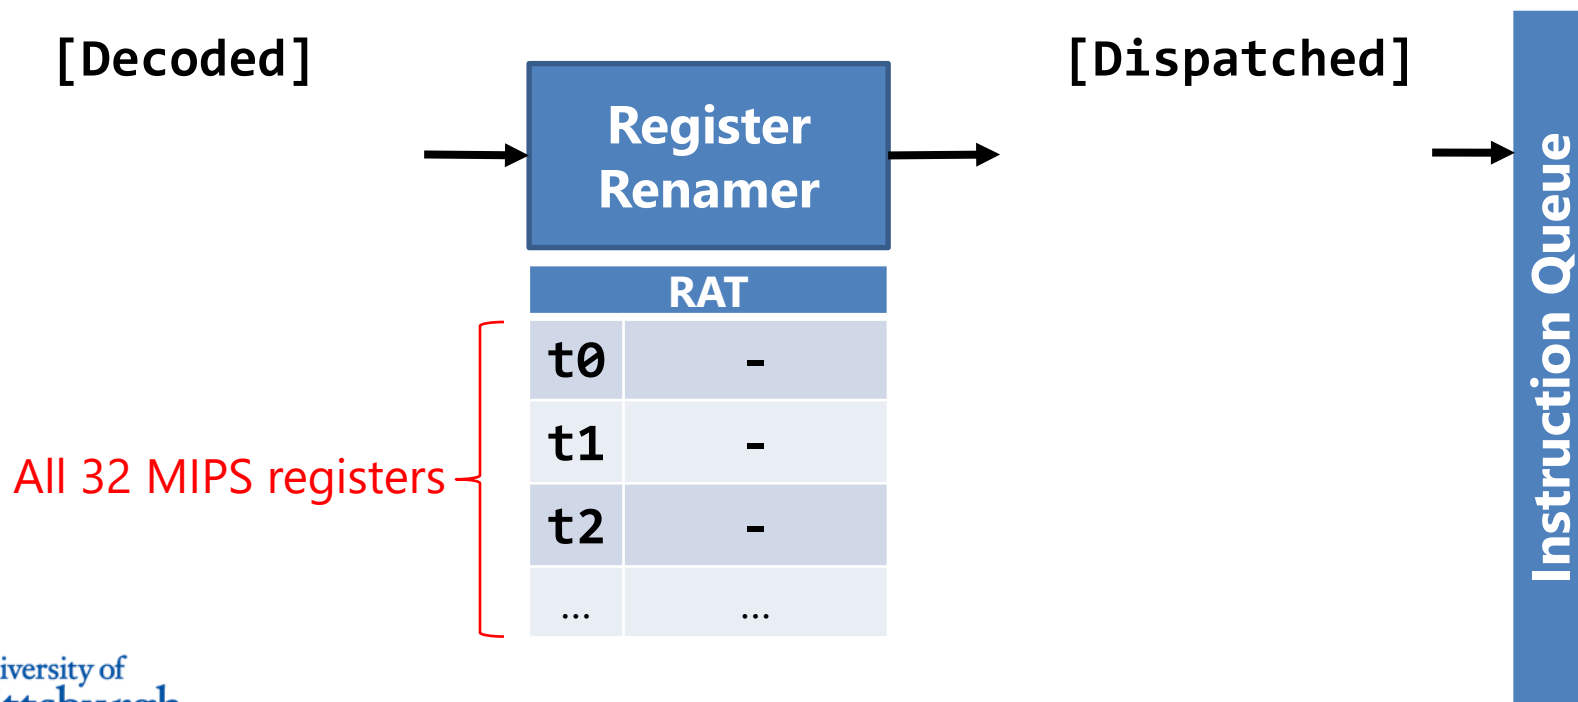 [Decoded]
[Dispatched]
Register
Renamer
RAT
t0 -
t1 -
t2 -
... ...
All 32 MIPS registers
Instruction Queue
iversity of